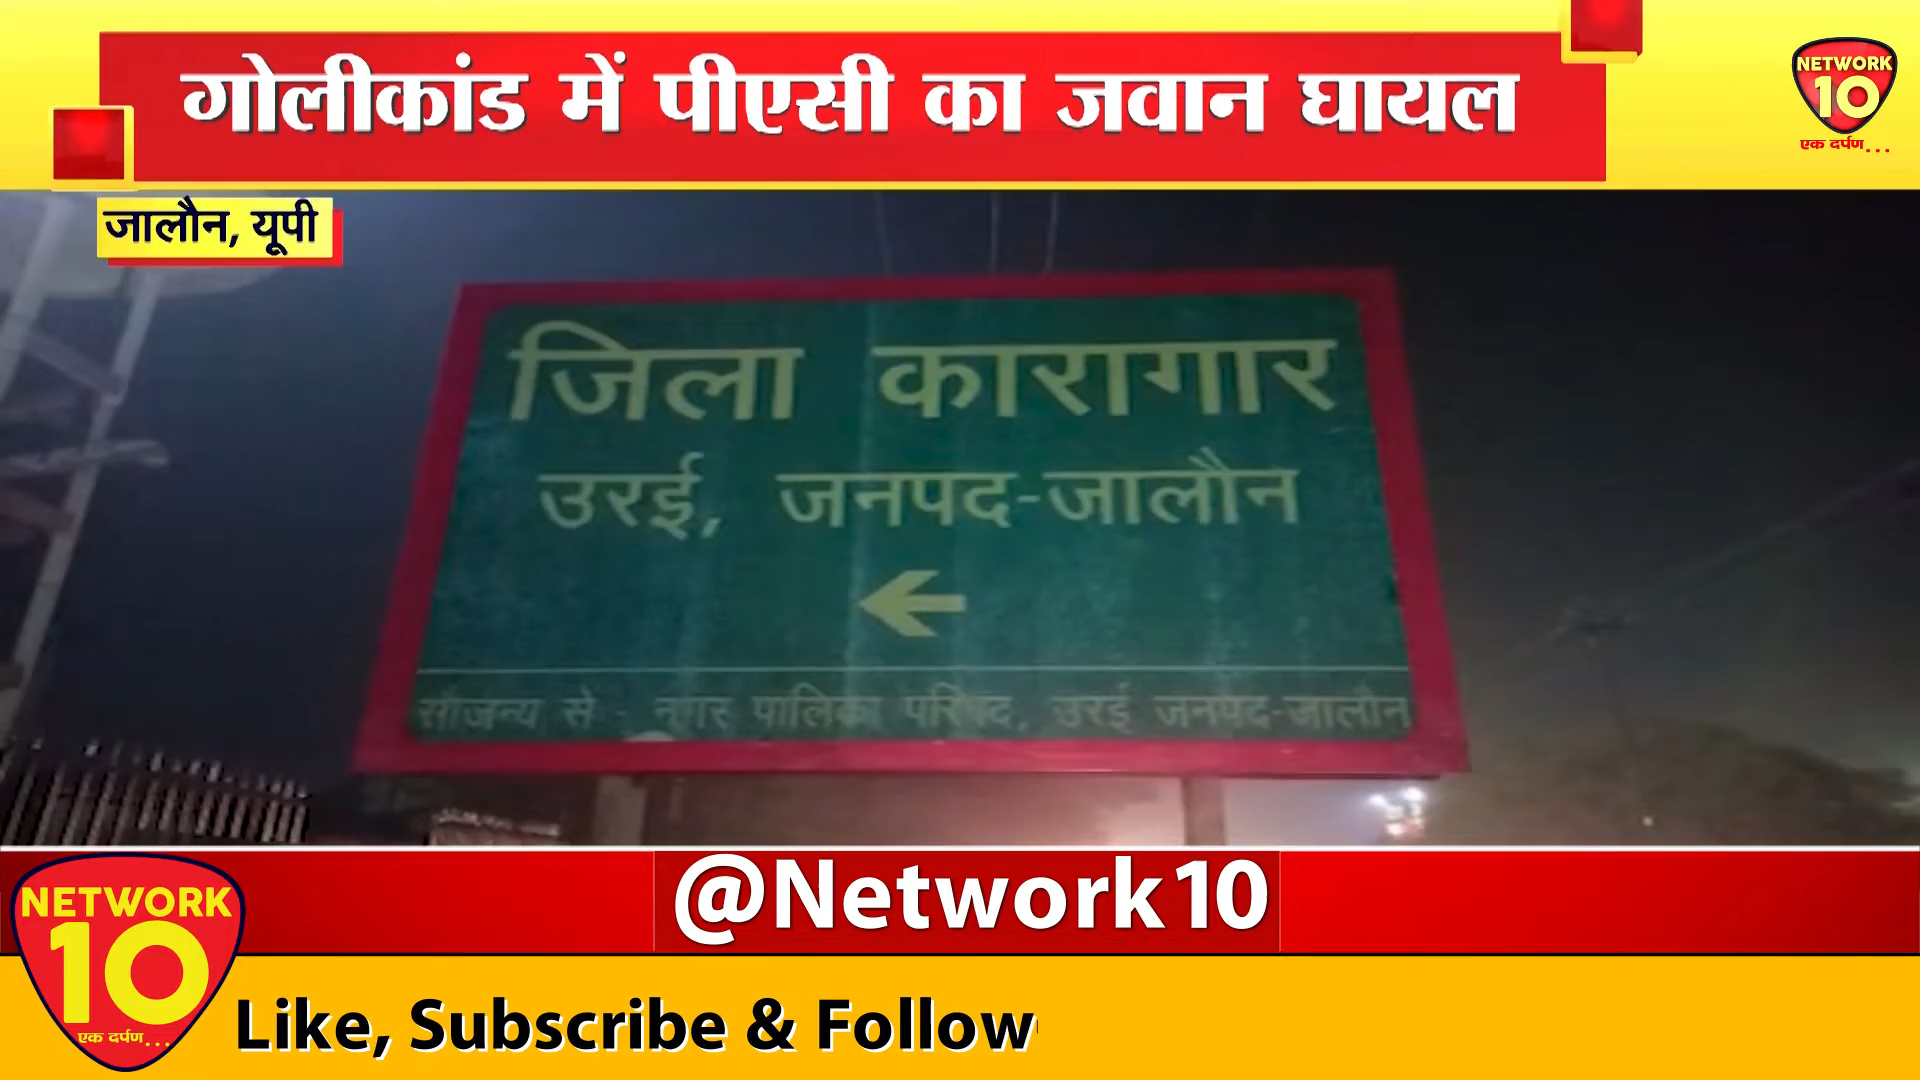 गोलीकांड में पीएसी का जवान घायल
NETWORK
10
एक दर्पण...
जालौन, यूपी
जिला कारागार
उरई, जनपद-जालौन
सौजन्य से - नगर पालिका परिषद, उरई जनपद-जालौन
@Network10
NETWORK
10
एक दर्पण...
Like, Subscribe & Follow